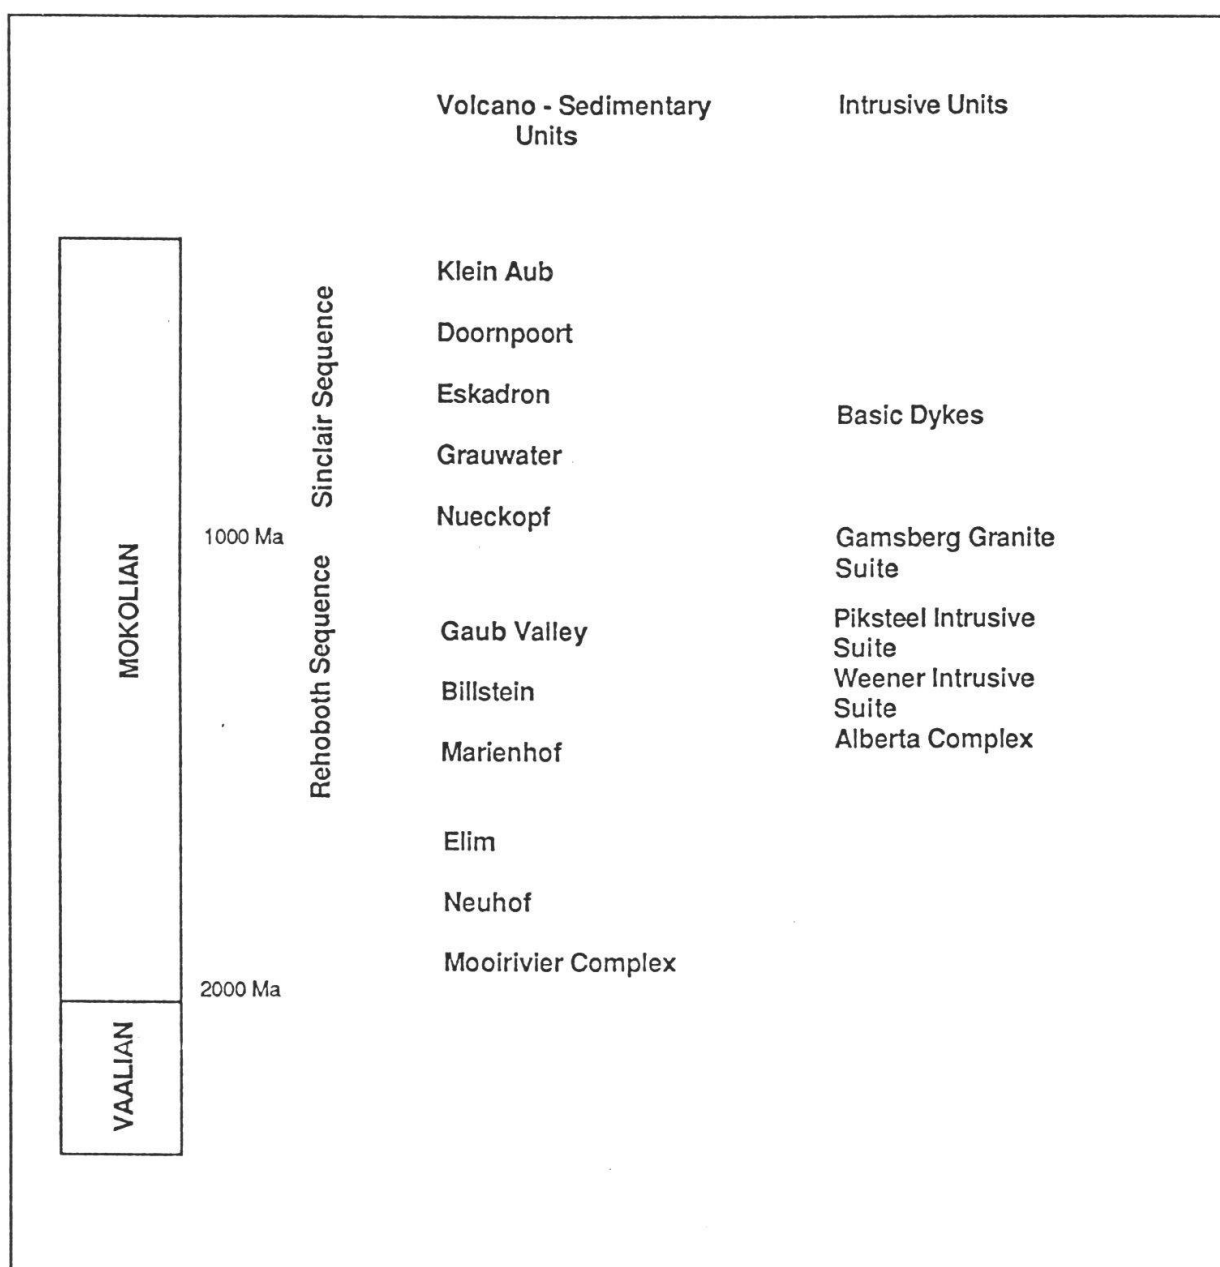 Volcano - Sedimentary
Units
Intrusive Units
Klein Aub
Doornpoort
Eskadron
Grauwater
Nueckopf
Gaub Valley
Billstein
Marienhof
Elim
Neuhof
Mooirivier Complex
Basic Dykes
Gamsberg Granite
Suite
Piksteel Intrusive
Suite
Weener Intrusive
Suite
Alberta Complex
Sinclair Sequence
Rehoboth Sequence
1000 Ma
2000 Ma
MOKOLIAN
VAALIAN